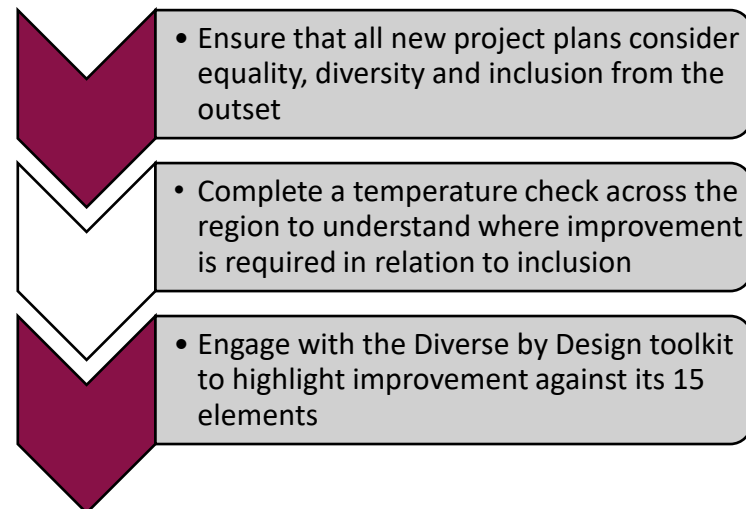 • Ensure that all new project plans consider
equality, diversity and inclusion from the
outset
• Complete a temperature check across the
region to understand where improvement
is required in relation to inclusion
• Engage with the Diverse by Design toolkit
to highlight improvement against its 15
elements